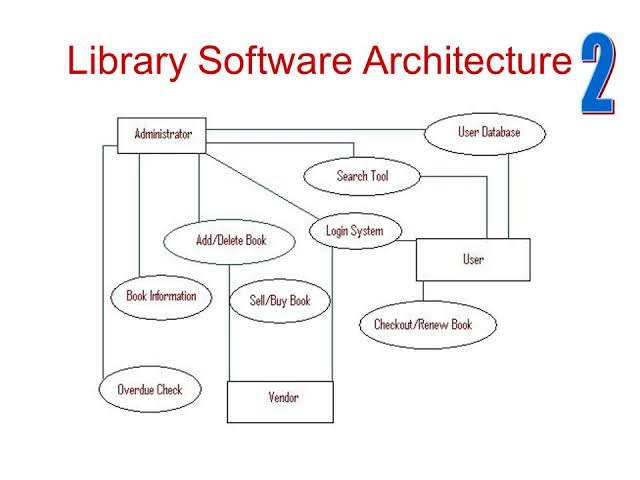 Library Software Architecture
2
Administrator
User Database
Search Tool
Login System
Add/Delete Book
User
Book Information
Sell/Buy Book
Checkout/Renew Book
Overdue Check
Vendor